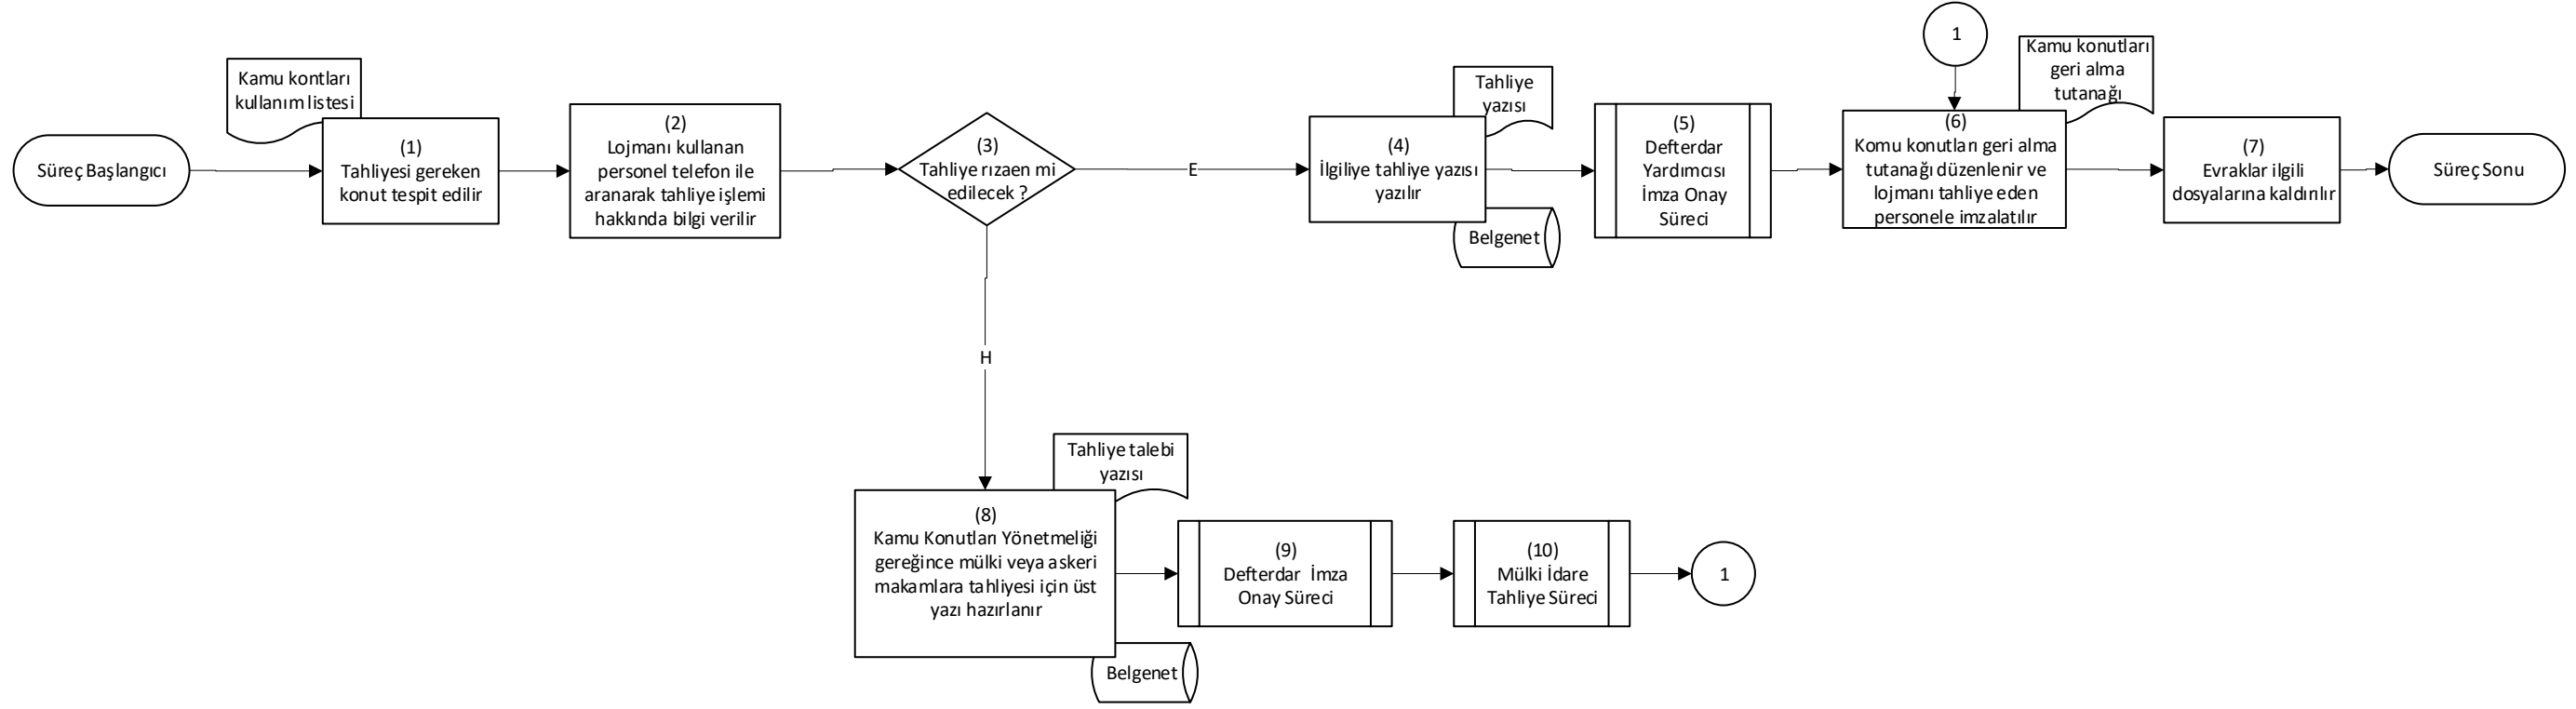 Süreç Başlangıcı
Kamu kontları
kullanım listesi
(1)
Tahliyesi gereken
konut tespit edilir
(2)
Lojmanı kullanan
personel telefon ile
aranarak tahliye işlemi
hakkında bilgi verilir
(3)
Tahliye rızaen mi
edilecek ?
E
Tahliye
yazısı
(4)
İlgiliye tahliye yazısı
yazılır
Belgenet
(5)
Defterdar
Yardımcısı
İmza Onay
Süreci
1
Kamu konutları
geri alma
tutanağı
(6)
Komu konutları geri alma
tutanağı düzenlenir ve
lojmanı tahliye eden
personele imzalatılır
(7)
Evraklar ilgili
dosyalarına kaldırılır
Süreç Sonu
H
Tahliye talebi
yazısı
(8)
Kamu Konutları Yönetmeliği
gereğince mülki veya askeri
makamlara tahliyesi için üst
yazı hazırlanır
Belgenet
(9)
Defterdar İmza
Onay Süreci
(10)
Mülki İdare
Tahliye Süreci
1